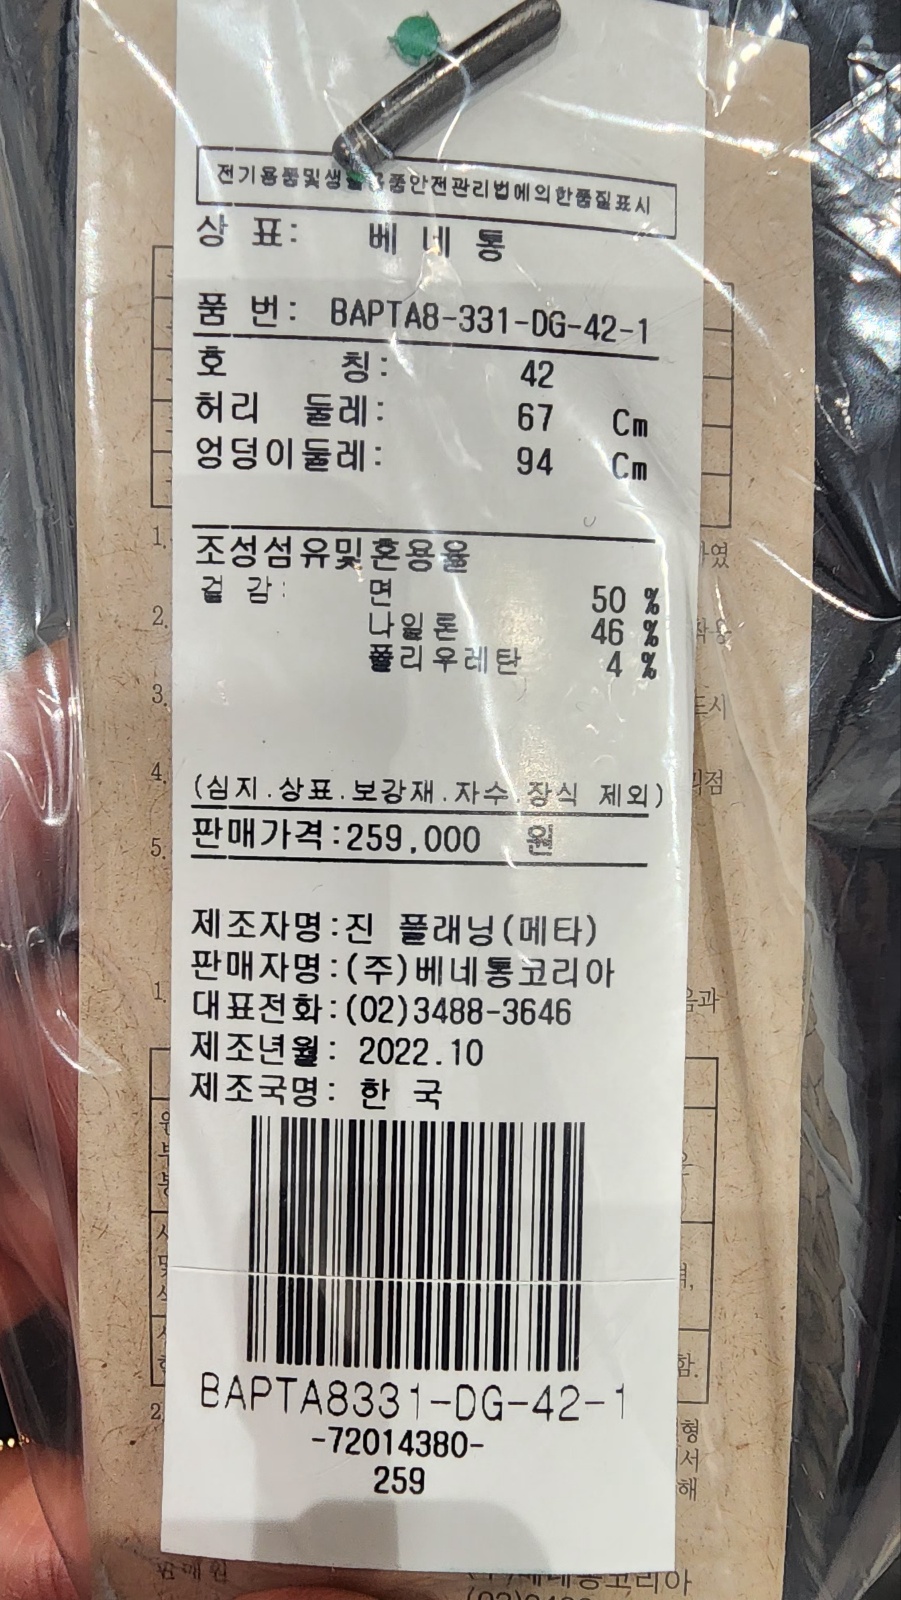 전기용품및생활용품안전관리법에의한품질표시
상 표: 베 네 통
품 번: BAPTA8-331-DG-42-1
호 칭: 42
허리 둘레: 67 Cm
엉덩이둘레: 94 Cm
조성섬유및혼용율
겉 감: 면 50 %
나일론 46 %
폴리우레탄 4 %
(심지.상표.보강재.자수.장식 제외)
판매가격:259,000 원
제조자명:진 플래닝(메타)
판매자명:(주)베네통코리아
대표전화:(02)3488-3646
제조년월: 2022.10
제조국명: 한 국
BAPTA8331-DG-42-1
-72014380-
259
1.
2.
3.
4.
5.
1.
2.